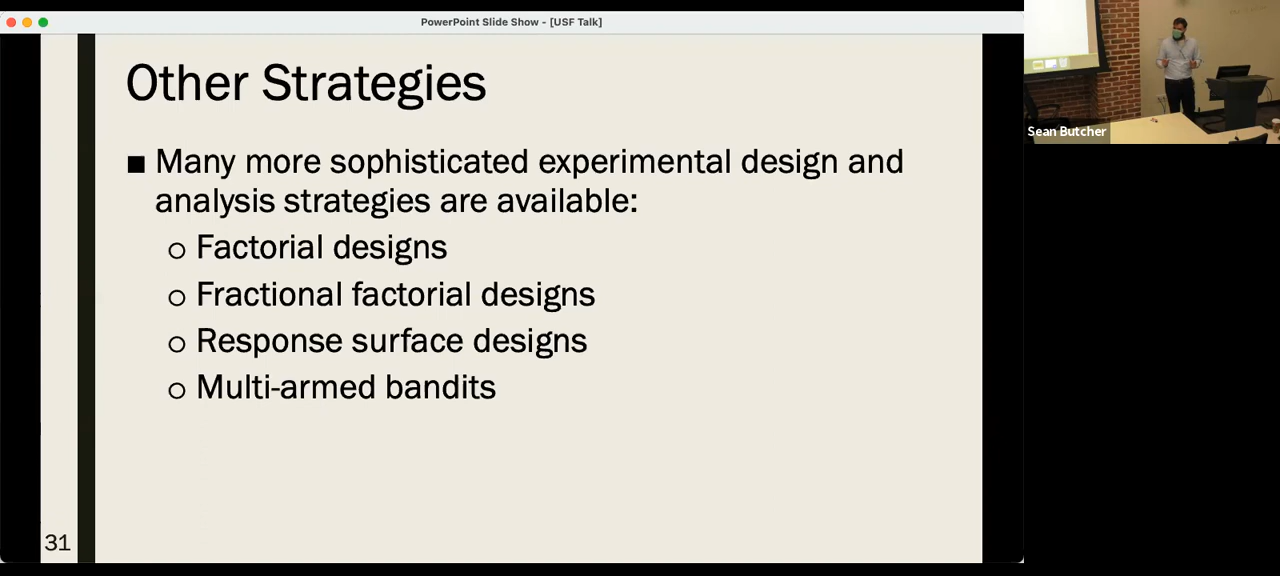 PowerPoint Slide Show - [USF Talk]
Other Strategies
■ Many more sophisticated experimental design and
analysis strategies are available:
○ Factorial designs
○ Fractional factorial designs
○ Response surface designs
○ Multi-armed bandits
31
Sean Butcher